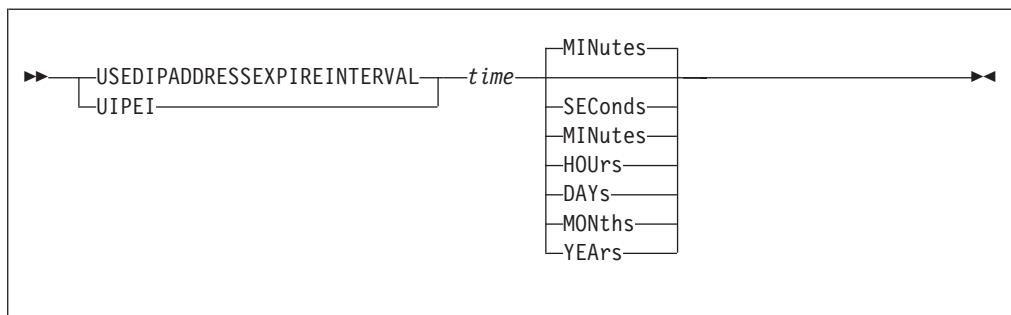 MINutes
USEDIPADDRESSEXPIREINTERVAL time
UIPEI
SEConds
MINutes
HOUrs
DAYs
MONths
YEArs